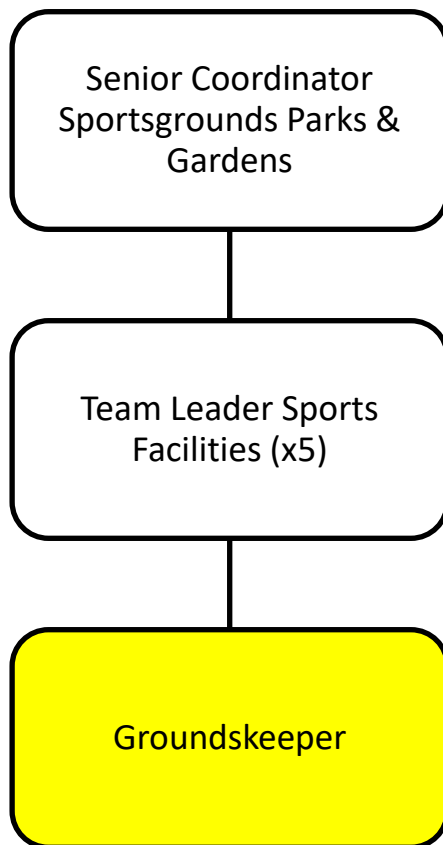 Senior Coordinator
Sportsgrounds Parks &
Gardens
Team Leader Sports
Facilities (x5)
Groundskeeper